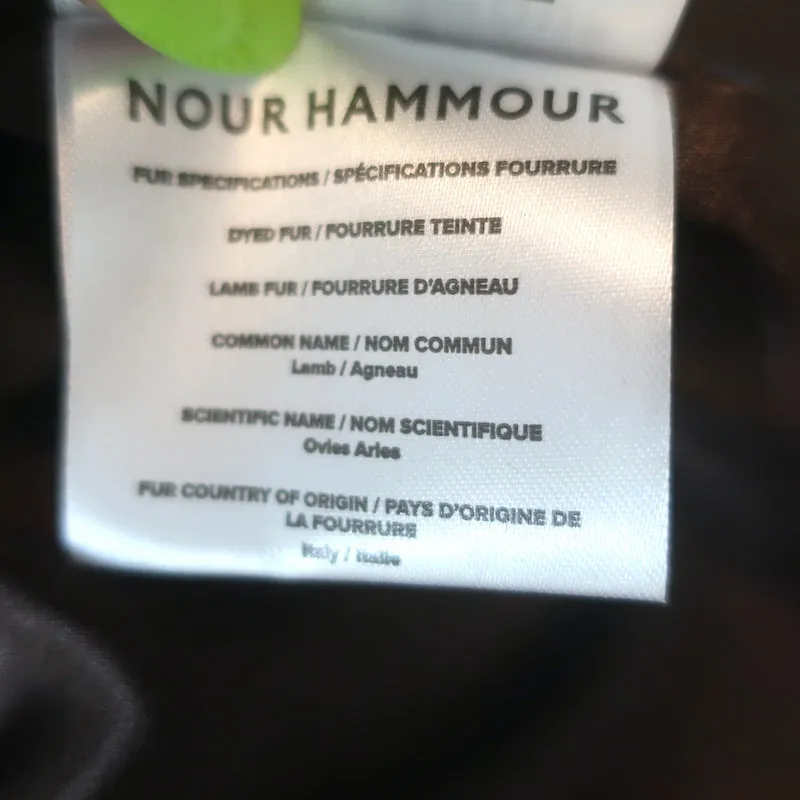 NOUR HAMMOUR
FUR SPECIFICATIONS / SPÉCIFICATIONS FOURRURE
DYED FUR / FOURRURE TEINTE
LAMB FUR / FOURRURE D'AGNEAU
COMMON NAME / NOM COMMUN
Lamb / Agneau
SCIENTIFIC NAME / NOM SCIENTIFIQUE
Ovies Aries
FUR COUNTRY OF ORIGIN / PAYS D'ORIGINE DE
LA FOURRURE
Italy / Italie